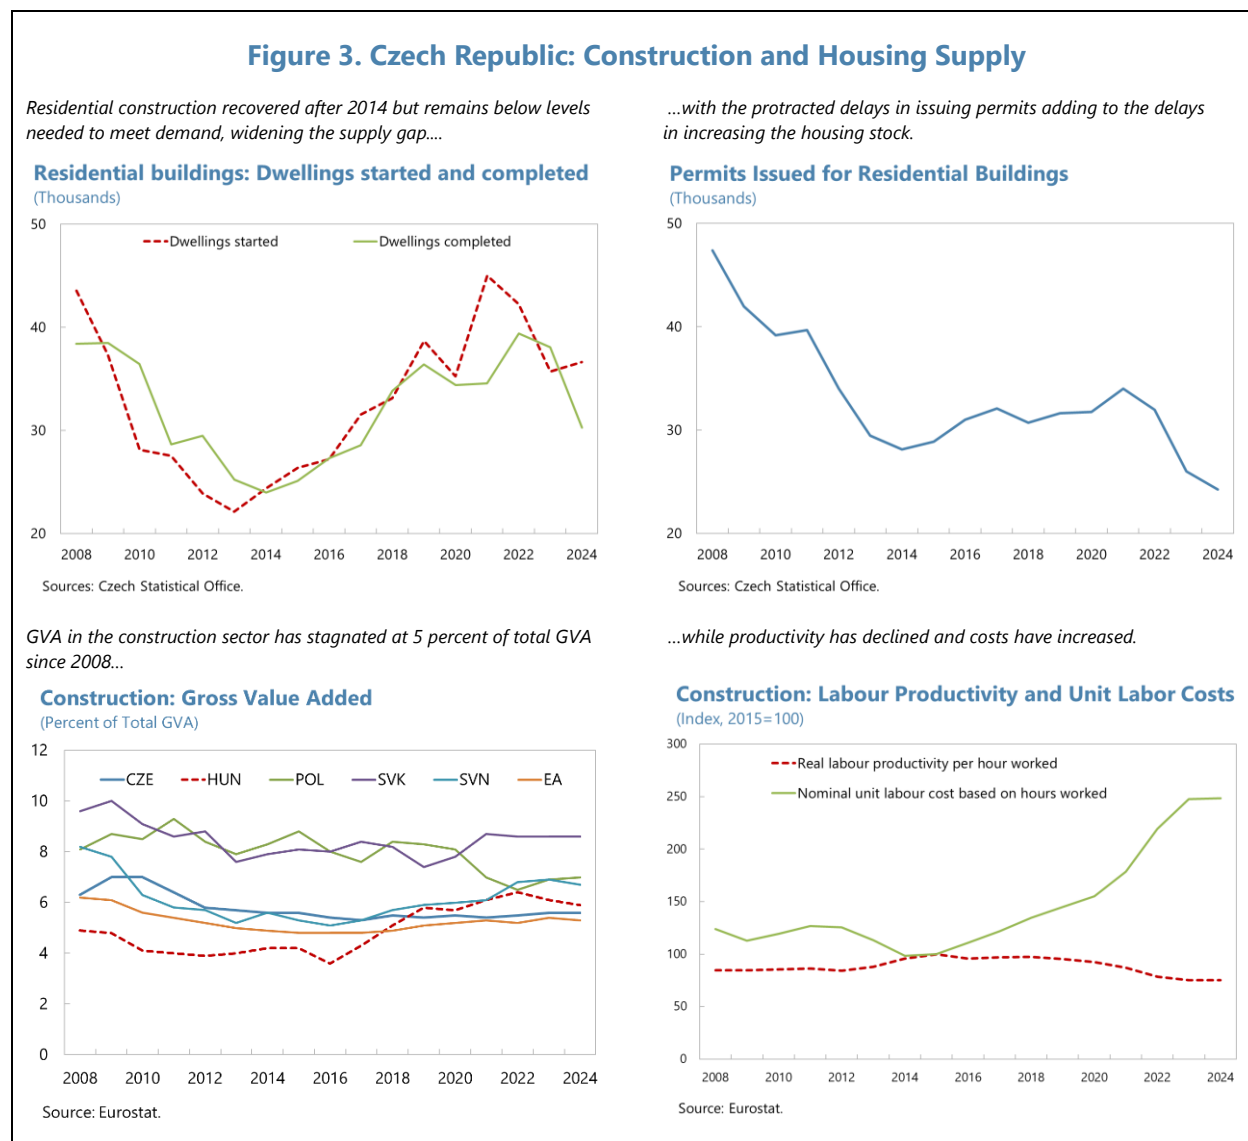 Figure 3. Czech Republic: Construction and Housing Supply
Residential construction recovered after 2014 but remains below levels
needed to meet demand, widening the supply gap....
Residential buildings: Dwellings started and completed
(Thousands)
50
Dwellings started
Dwellings completed
40
30
20
2008
2010
2012
2014
2016
2018
2020
2022
2024
Sources: Czech Statistical Office.
...with the protracted delays in issuing permits adding to the delays
in increasing the housing stock.
Permits Issued for Residential Buildings
(Thousands)
50
40
30
20
2008
2010
2012
2014
2016
2018
2020
2022
2024
Sources: Czech Statistical Office.
GVA in the construction sector has stagnated at 5 percent of total GVA
since 2008...
Construction: Gross Value Added
(Percent of Total GVA)
12
CZE
HUN
POL
SVK
SVN
EA
10
8
6
4
2
0
2008
2010
2012
2014
2016
2018
2020
2022
2024
Source: Eurostat.
...while productivity has declined and costs have increased.
Construction: Labour Productivity and Unit Labor Costs
(Index, 2015=100)
300
Real labour productivity per hour worked
Nominal unit labour cost based on hours worked
250
200
150
100
50
0
2008
2010
2012
2014
2016
2018
2020
2022
2024
Source: Eurostat.